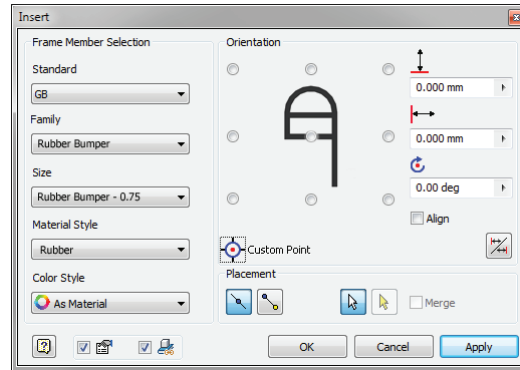 Insert
Frame Member Selection
Standard
GB
Family
Rubber Bumper
Size
Rubber Bumper - 0.75
Material Style
Rubber
Color Style
As Material
Orientation
0.000 mm
0.000 mm
0.00 deg
Align
Custom Point
Placement
Merge
OK
Cancel
Apply